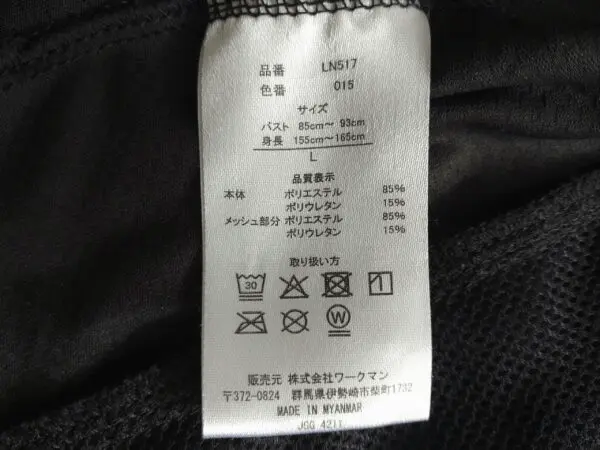 品番 LN517
色番 015
サイズ
バスト 85cm～ 93cm
身長 155cm～165cm
L
品質表示
本体 ポリエステル 85%
ポリウレタン 15%
メッシュ部分 ポリエステル 85%
ポリウレタン 15%
取り扱い方
30
W
販売元 株式会社ワークマン
〒372-0824 群馬県伊勢崎市柴町1732
MADE IN MYANMAR
JGG 4211